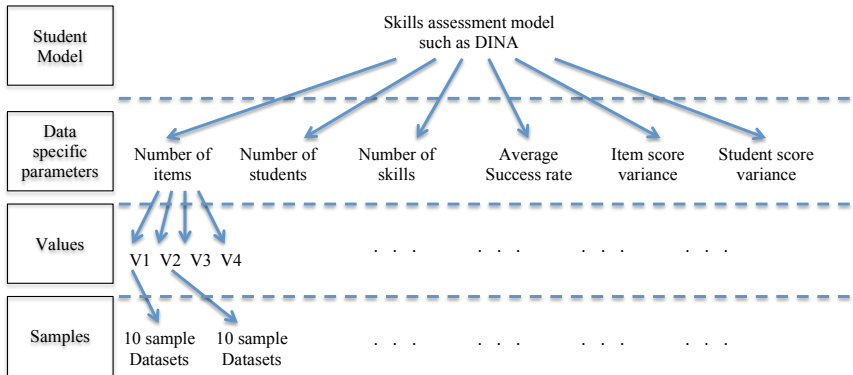 Student
Model
Skills assessment model
such as DINA
Data
specific
parameters
Number of
items
Number of
students
Number of
skills
Average
Success rate
Item score
variance
Student score
variance
Values
V1 V2 V3 V4
. . .
. . .
. . .
. . .
Samples
10 sample
Datasets
10 sample
Datasets
. . .
. . .
. . .
. . .